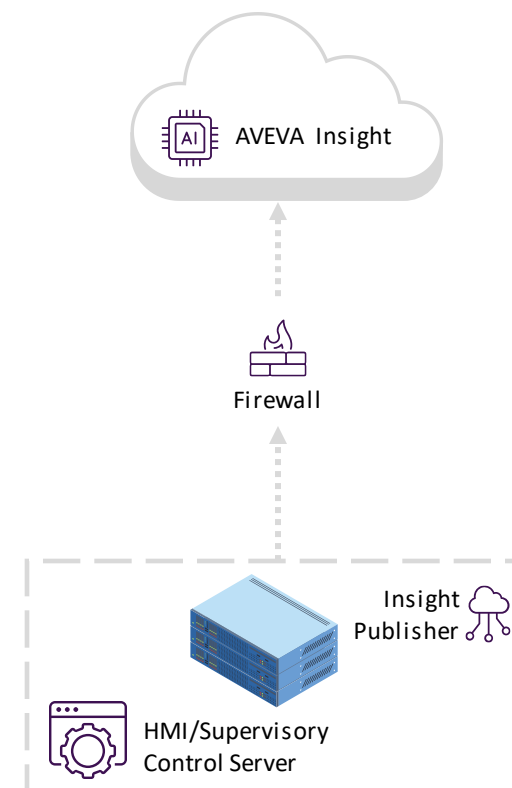 AI
AVEVA Insight
Firewall
Insight
Publisher
HMI/Supervisory
Control Server